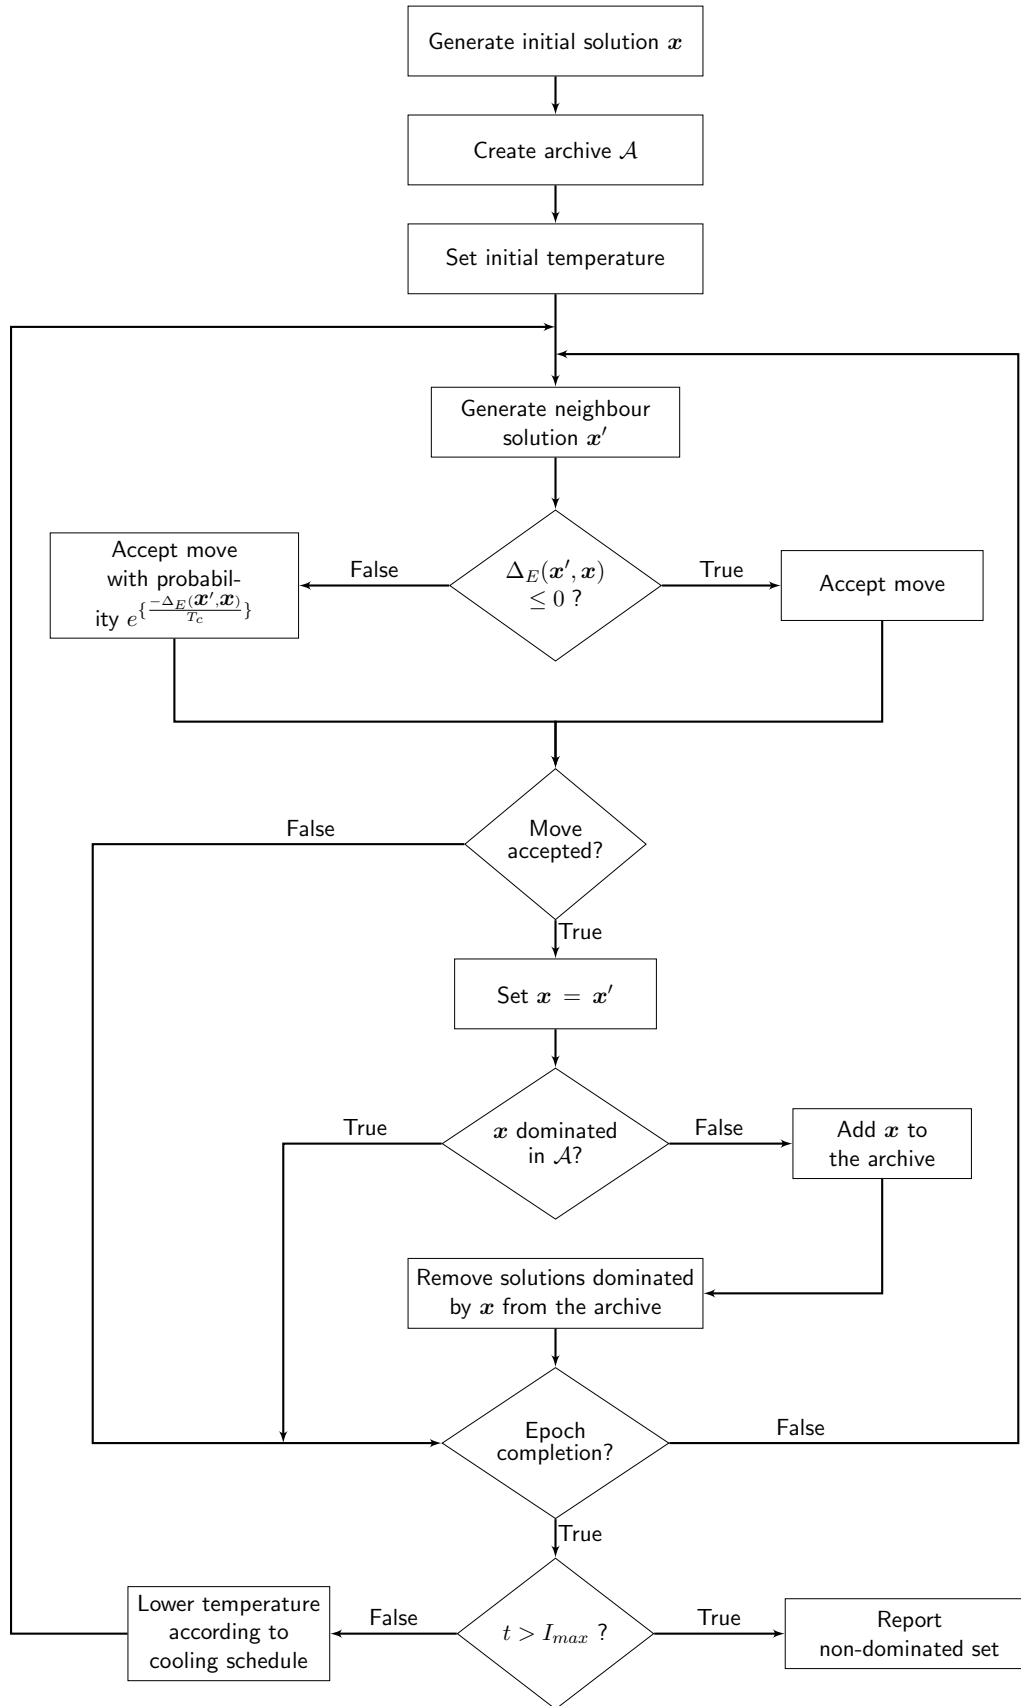 Generate initial solution x
Create archive 𝒜
Set initial temperature
Generate neighbour
solution x′
Accept move
with probabil-
ity e^{\{\frac{-Δ_E(x′,x)}{T_c}\}}
False
Δ_E(x′, x)
≤ 0 ?
True
Accept move
False
Move
accepted?
True
Set x = x′
True
x dominated
in 𝒜?
False
Add x to
the archive
Remove solutions dominated
by x from the archive
Epoch
completion?
False
True
Lower temperature
according to
cooling schedule
False
t > I_{max} ?
True
Report
non-dominated set